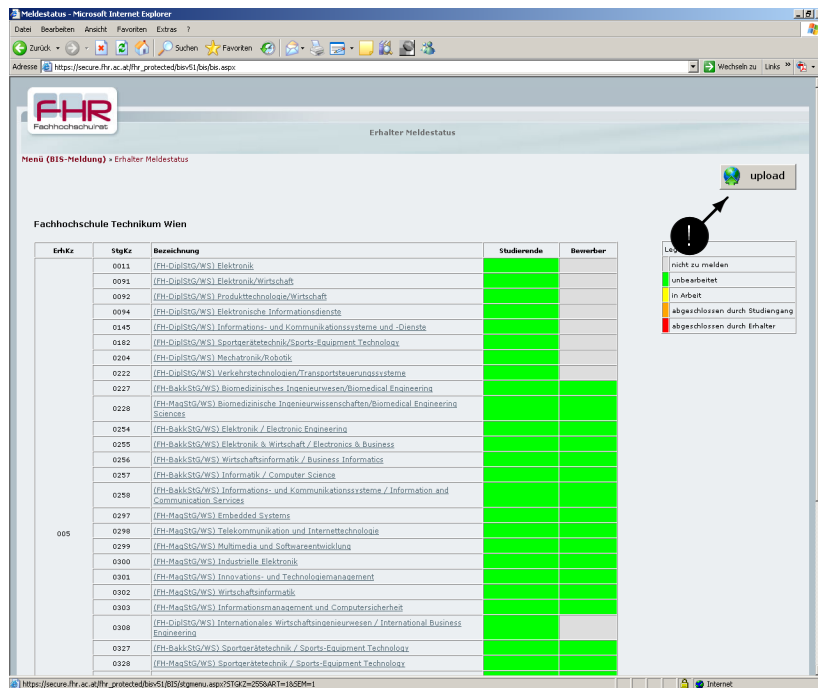 Meldestatus - Microsoft Internet Explorer
Datei Bearbeiten Ansicht Favoriten Extras ?
Zurück Suchen Favoriten
Adresse https://secure.fhr.ac.at/fhr_protected/bisv51/bis/bis.aspx Wechseln zu Links »
FHR
Fachhochschulrat
Erhalter Meldestatus
Menü (BIS-Meldung) » Erhalter Meldestatus
upload
!
Fachhochschule Technikum Wien
ErhKz StgKz Bezeichnung Studierende Bewerber
005
0011 (FH-DiplStG/WS) Elektronik
0091 (FH-DiplStG/WS) Elektronik/Wirtschaft
0092 (FH-DiplStG/WS) Produkttechnologie/Wirtschaft
0094 (FH-DiplStG/WS) Elektronische Informationsdienste
0145 (FH-DiplStG/WS) Informations- und Kommunikationssysteme und -Dienste
0182 (FH-DiplStG/WS) Sportgerätetechnik/Sports-Equipment Technology
0204 (FH-DiplStG/WS) Mechatronik/Robotik
0222 (FH-DiplStG/WS) Verkehrstechnologien/Transportsteuerungssysteme
0227 (FH-BakkStG/WS) Biomedizinisches Ingenieurwesen/Biomedical Engineering
0228 (FH-MagStG/WS) Biomedizinische Ingenieurwissenschaften/Biomedical Engineering
Sciences
0254 (FH-BakkStG/WS) Elektronik / Electronic Engineering
0255 (FH-BakkStG/WS) Elektronik & Wirtschaft / Electronics & Business
0256 (FH-BakkStG/WS) Wirtschaftsinformatik / Business Informatics
0257 (FH-BakkStG/WS) Informatik / Computer Science
0258 (FH-BakkStG/WS) Informations- und Kommunikationssysteme / Information and
Communication Services
0297 (FH-MagStG/WS) Embedded Systems
0298 (FH-MagStG/WS) Telekommunikation und Internettechnologie
0299 (FH-MagStG/WS) Multimedia und Softwareentwicklung
0300 (FH-MagStG/WS) Industrielle Elektronik
0301 (FH-MagStG/WS) Innovations- und Technologiemanagement
0302 (FH-MagStG/WS) Wirtschaftsinformatik
0303 (FH-MagStG/WS) Informationsmanagement und Computersicherheit
0308 (FH-DiplStG/WS) Internationales Wirtschaftsingenieurwesen / International Business
Engineering
0327 (FH-BakkStG/WS) Sportgerätetechnik / Sports-Equipment Technology
0328 (FH-MagStG/WS) Sportgerätetechnik / Sports-Equipment Technology
nicht zu melden
unbearbeitet
in Arbeit
abgeschlossen durch Studiengang
abgeschlossen durch Erhalter
https://secure.fhr.ac.at/fhr_protected/bisv51/BIS/stgmenu.aspx?STGKZ=255&ART=1&SEM=1 Internet